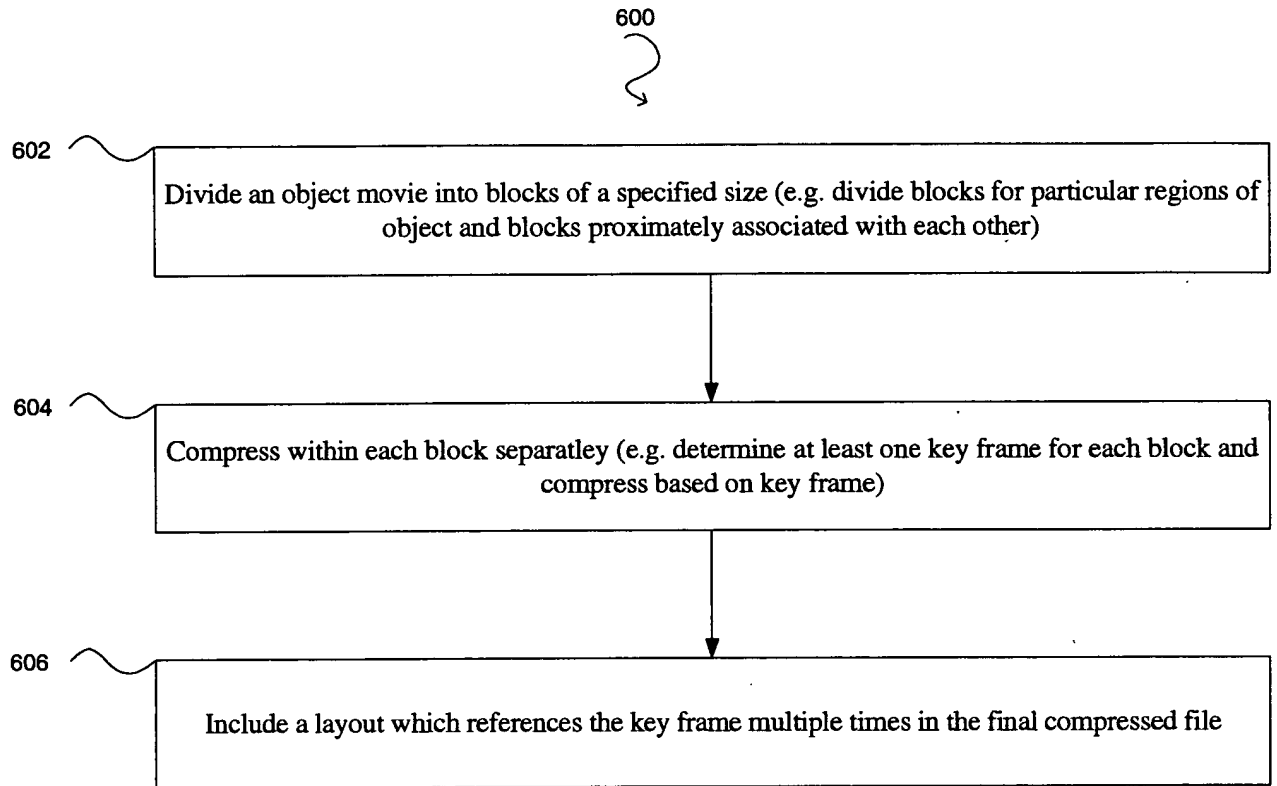 600
602
Divide an object movie into blocks of a specified size (e.g. divide blocks for particular regions of
object and blocks proximately associated with each other)
604
Compress within each block separatley (e.g. determine at least one key frame for each block and
compress based on key frame)
606
Include a layout which references the key frame multiple times in the final compressed file